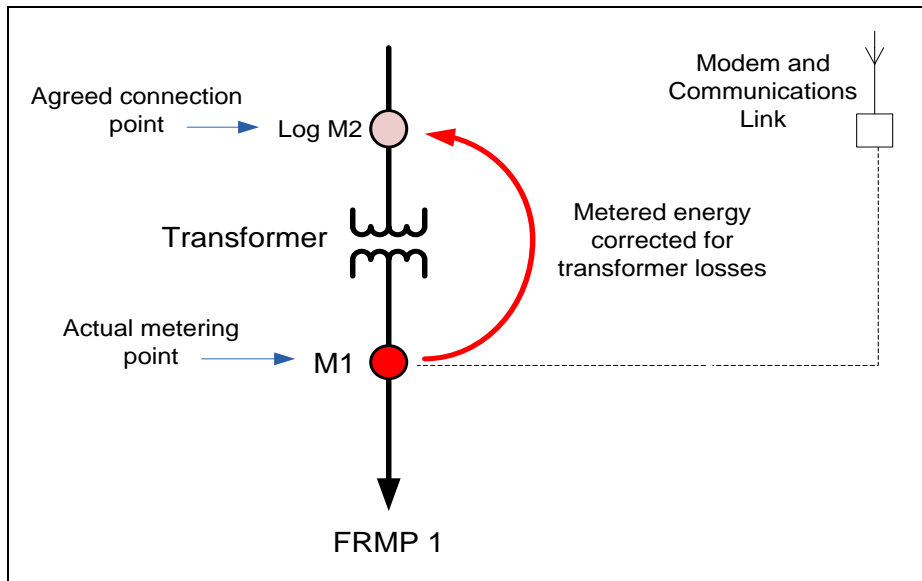 Agreed connection
point
Log M2
Modem and
Communications
Link
Transformer
Metered energy
corrected for
transformer losses
Actual metering
point
M1
FRMP 1